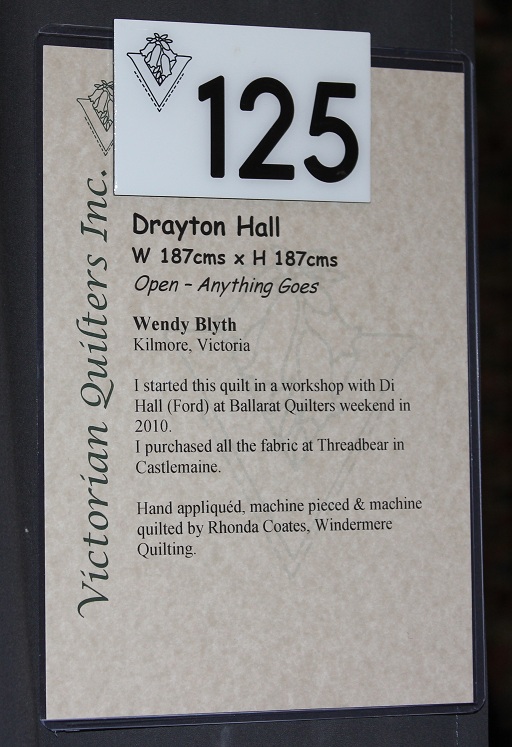 125
Victorian Quilters Inc.
Drayton Hall
W 187cms x H 187cms
Open – Anything Goes
Wendy Blyth
Kilmore, Victoria
I started this quilt in a workshop with Di
Hall (Ford) at Ballarat Quilters weekend in
2010.
I purchased all the fabric at Threadbear in
Castlemaine.
Hand appliquéd, machine pieced & machine
quilted by Rhonda Coates, Windermere
Quilting.